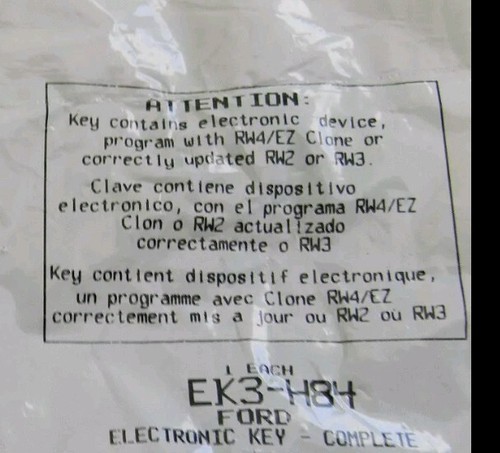 ATTENTION:
Key contains electronic device,
program with RW4/EZ Clone or
correctly updated RW2 or RW3.
Clave contiene dispositivo
electronico, con el programa RW4/EZ
Clon o RW2 actualizado
correctamente o RW3
Key contient dispositif electronique,
un programme avec Clone RW4/EZ
correctement mis a jour ou RW2 ou RW3
1 EACH
EK3-H84
FORD
ELECTRONIC KEY - COMPLETE